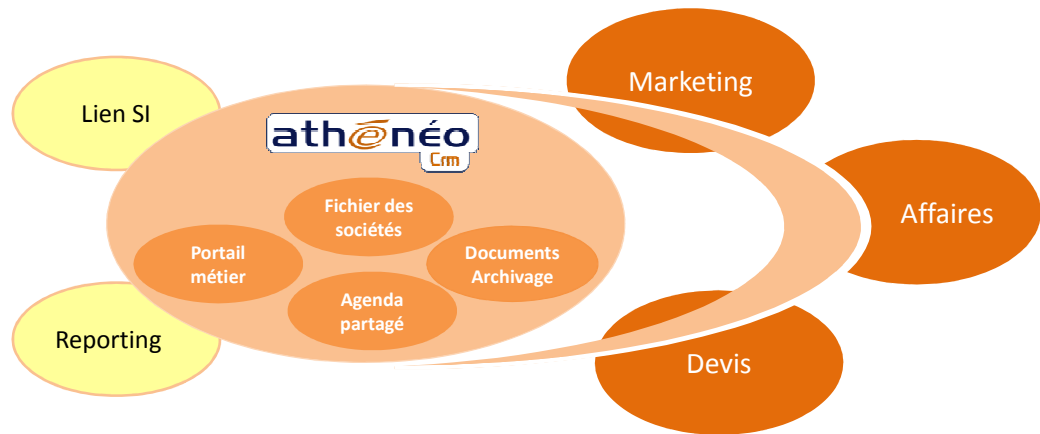 Marketing
Lien SI
athénéo
Crm
Fichier des
sociétés
Affaires
Portail
métier
Documents
Archivage
Agenda
partagé
Reporting
Devis